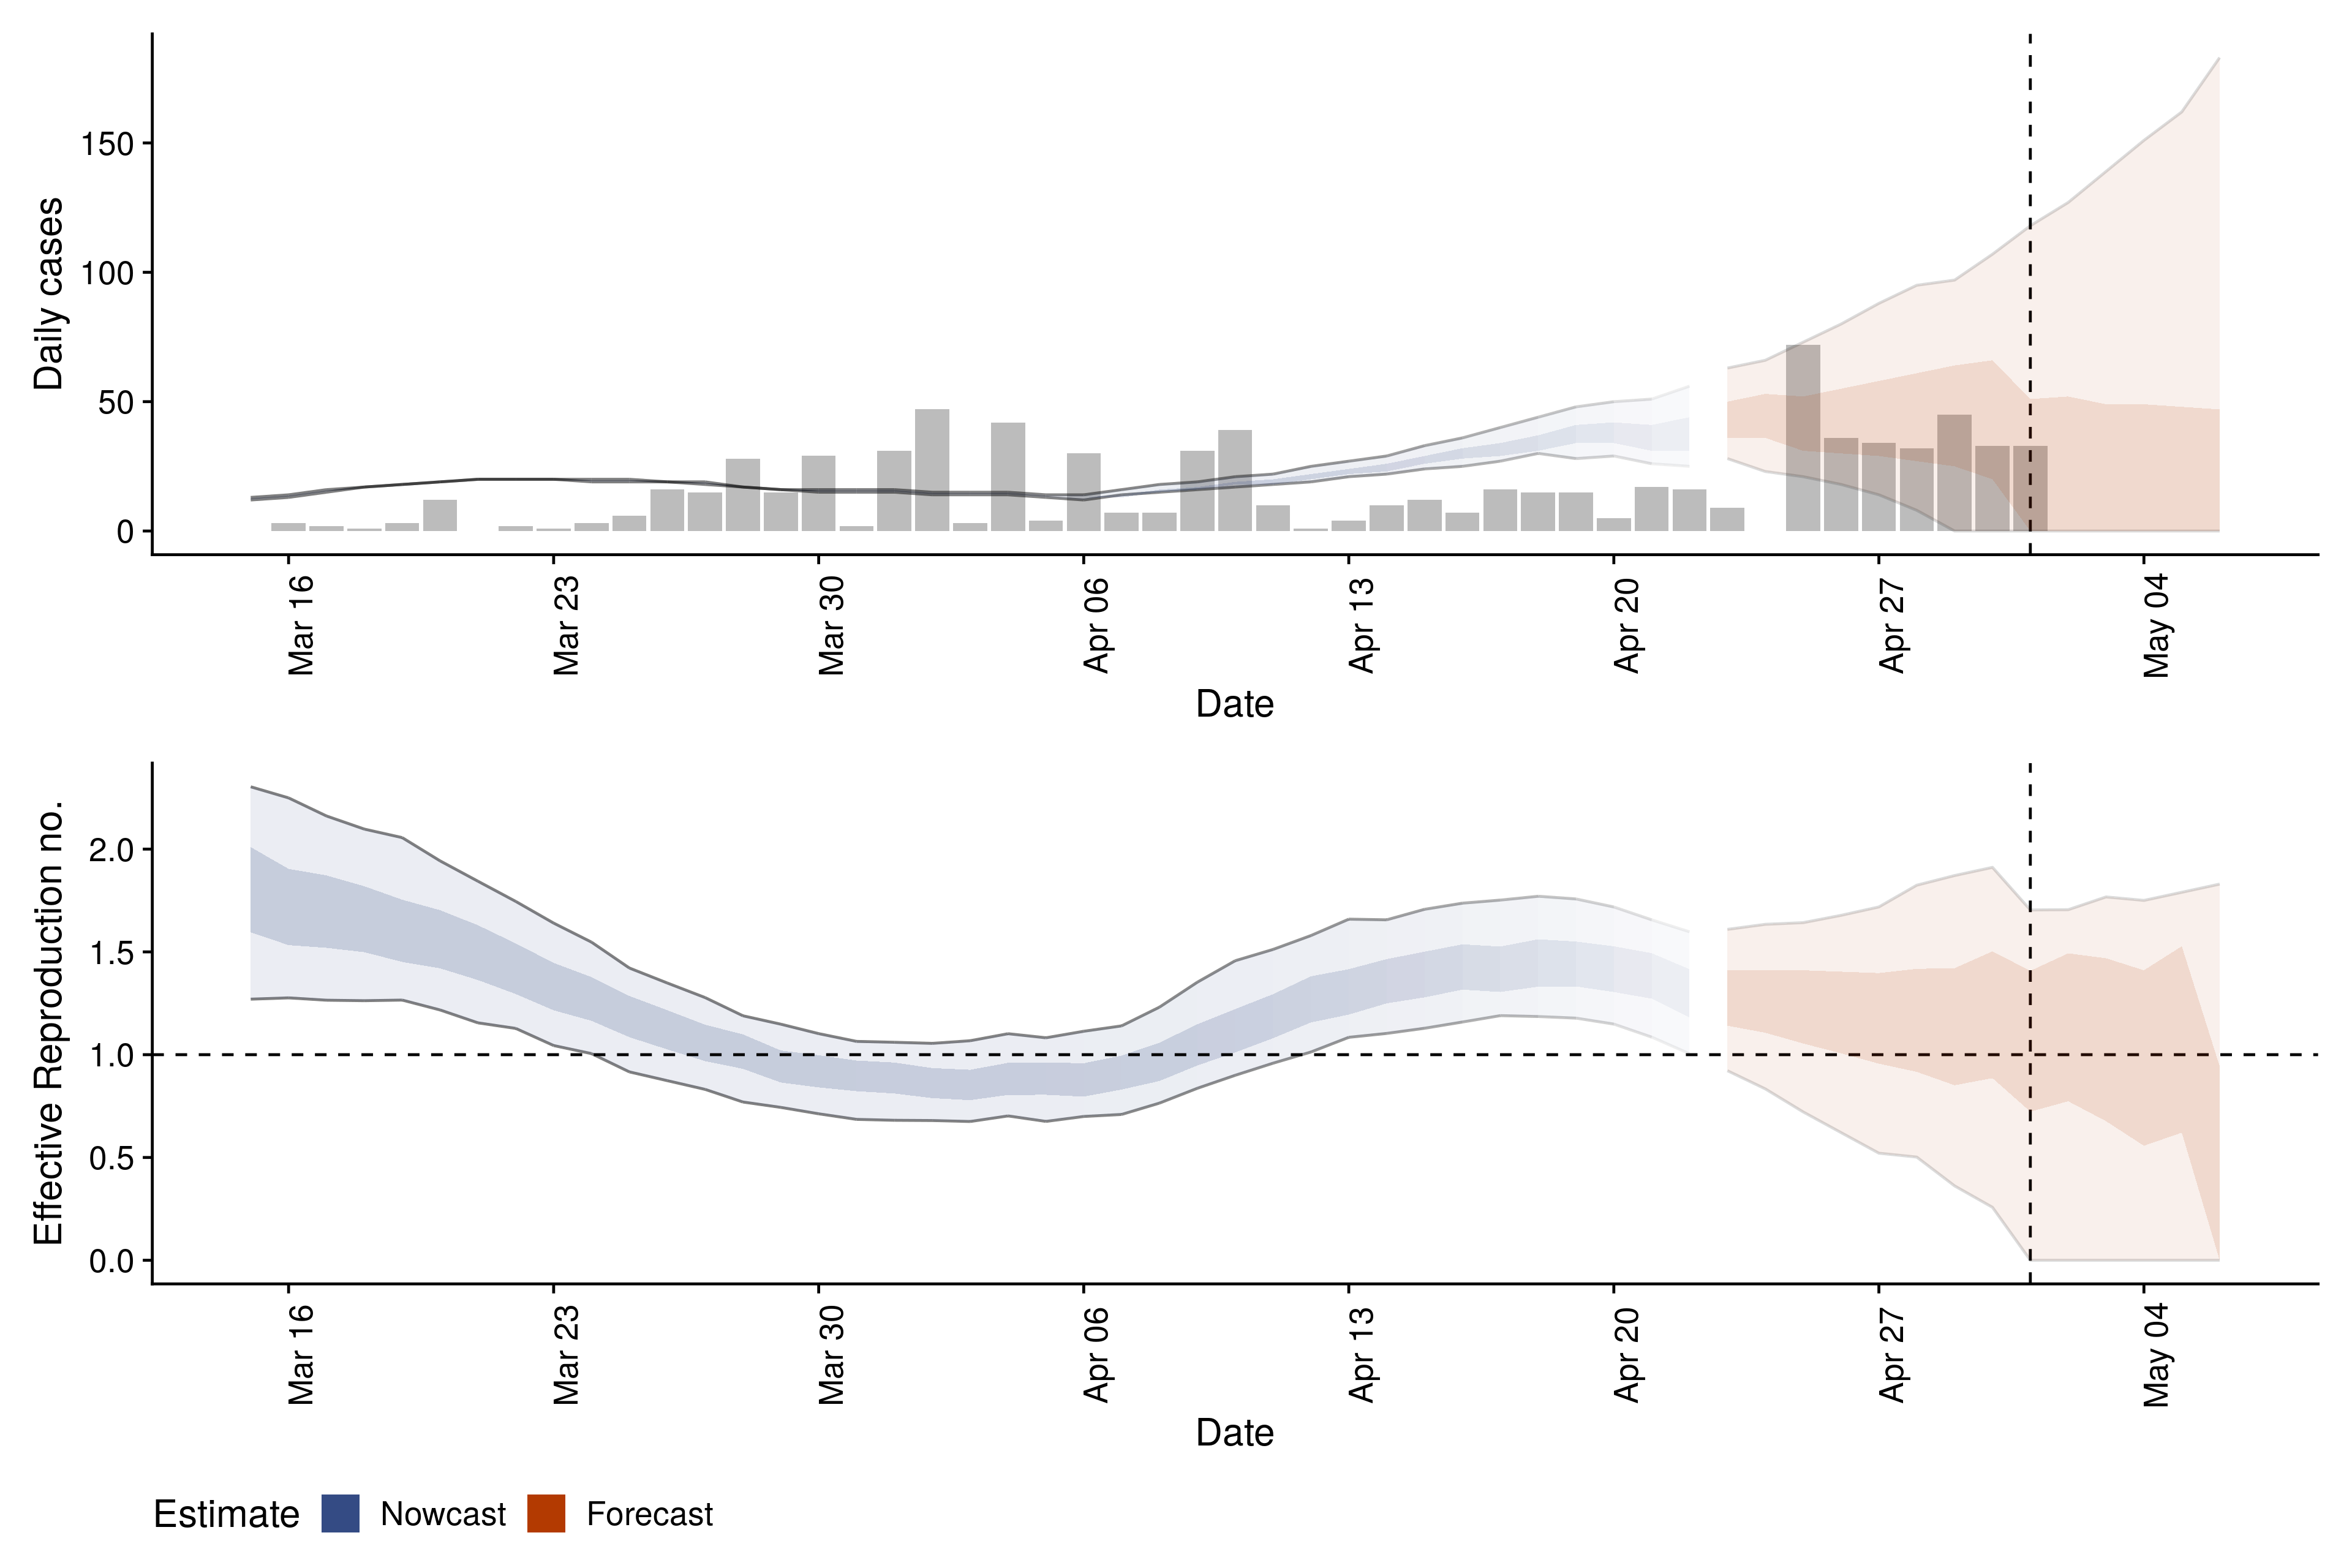 Daily cases
150
100
50
0
Mar 16
Mar 23
Mar 30
Apr 06
Apr 13
Apr 20
Apr 27
May 04
Date
Effective Reproduction no.
2.0
1.5
1.0
0.5
0.0
Mar 16
Mar 23
Mar 30
Apr 06
Apr 13
Apr 20
Apr 27
May 04
Date
Estimate Nowcast Forecast